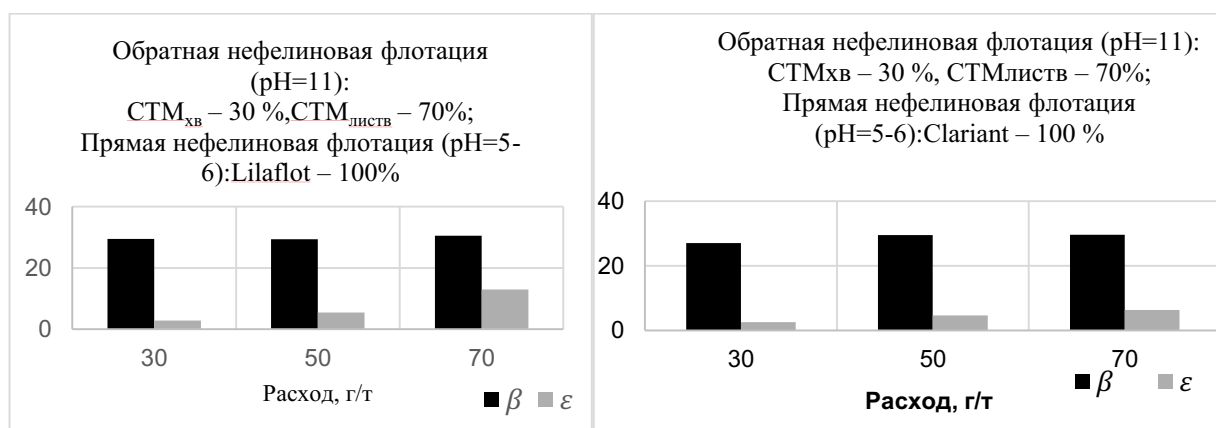 Обратная нефелиновая флотация
(pH=11):
СТМхв – 30 %,СТМлиств – 70%;
Прямая нефелиновая флотация (pH=5-
6):Lilaflot – 100%
40
20
0
30 50 70
Расход, г/т
β ε
Обратная нефелиновая флотация (pH=11):
СТМхв – 30 %, СТМлиств – 70%;
Прямая нефелиновая флотация
(pH=5-6):Clariant – 100 %
40
20
0
30 50 70
Расход, г/т
β ε